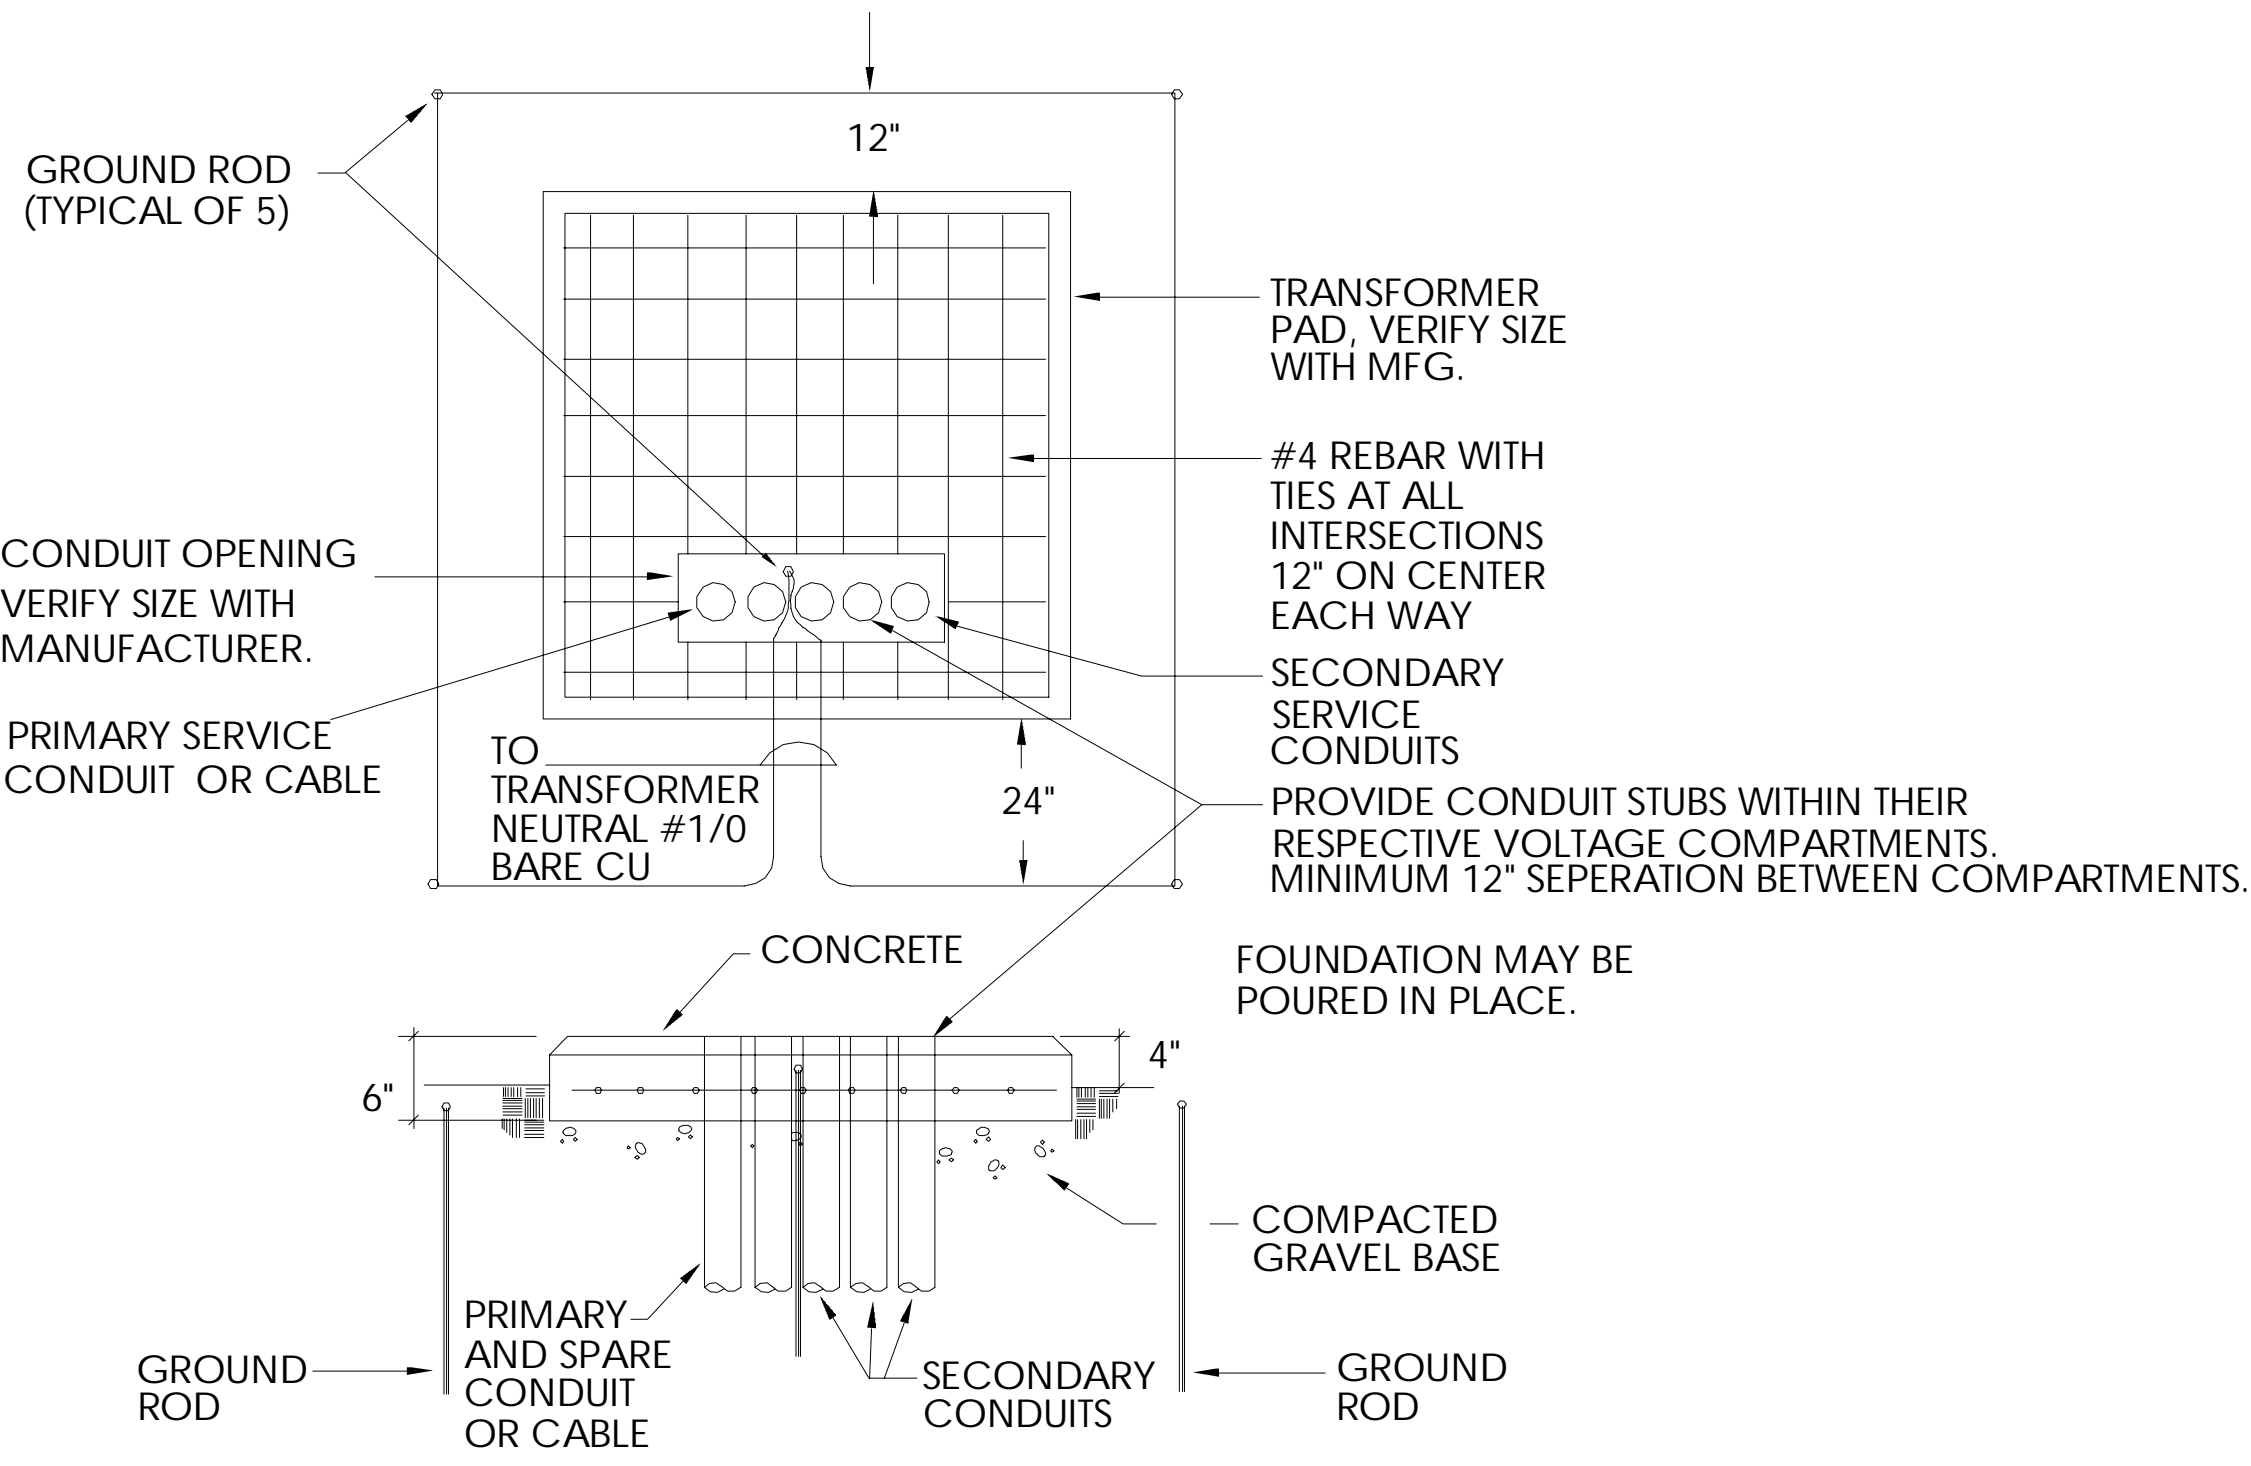 12"
GROUND ROD
(TYPICAL OF 5)
TRANSFORMER
PAD, VERIFY SIZE
WITH MFG.
#4 REBAR WITH
TIES AT ALL
INTERSECTIONS
12" ON CENTER
EACH WAY
CONDUIT OPENING
VERIFY SIZE WITH
MANUFACTURER.
SECONDARY
SERVICE
CONDUITS
PRIMARY SERVICE
CONDUIT OR CABLE
TO
TRANSFORMER
NEUTRAL #1/0
BARE CU
24"
PROVIDE CONDUIT STUBS WITHIN THEIR
RESPECTIVE VOLTAGE COMPARTMENTS.
MINIMUM 12" SEPERATION BETWEEN COMPARTMENTS.
CONCRETE
FOUNDATION MAY BE
POURED IN PLACE.
6"
4"
COMPACTED
GRAVEL BASE
PRIMARY
AND SPARE
CONDUIT
OR CABLE
GROUND
ROD
SECONDARY
CONDUITS
GROUND
ROD